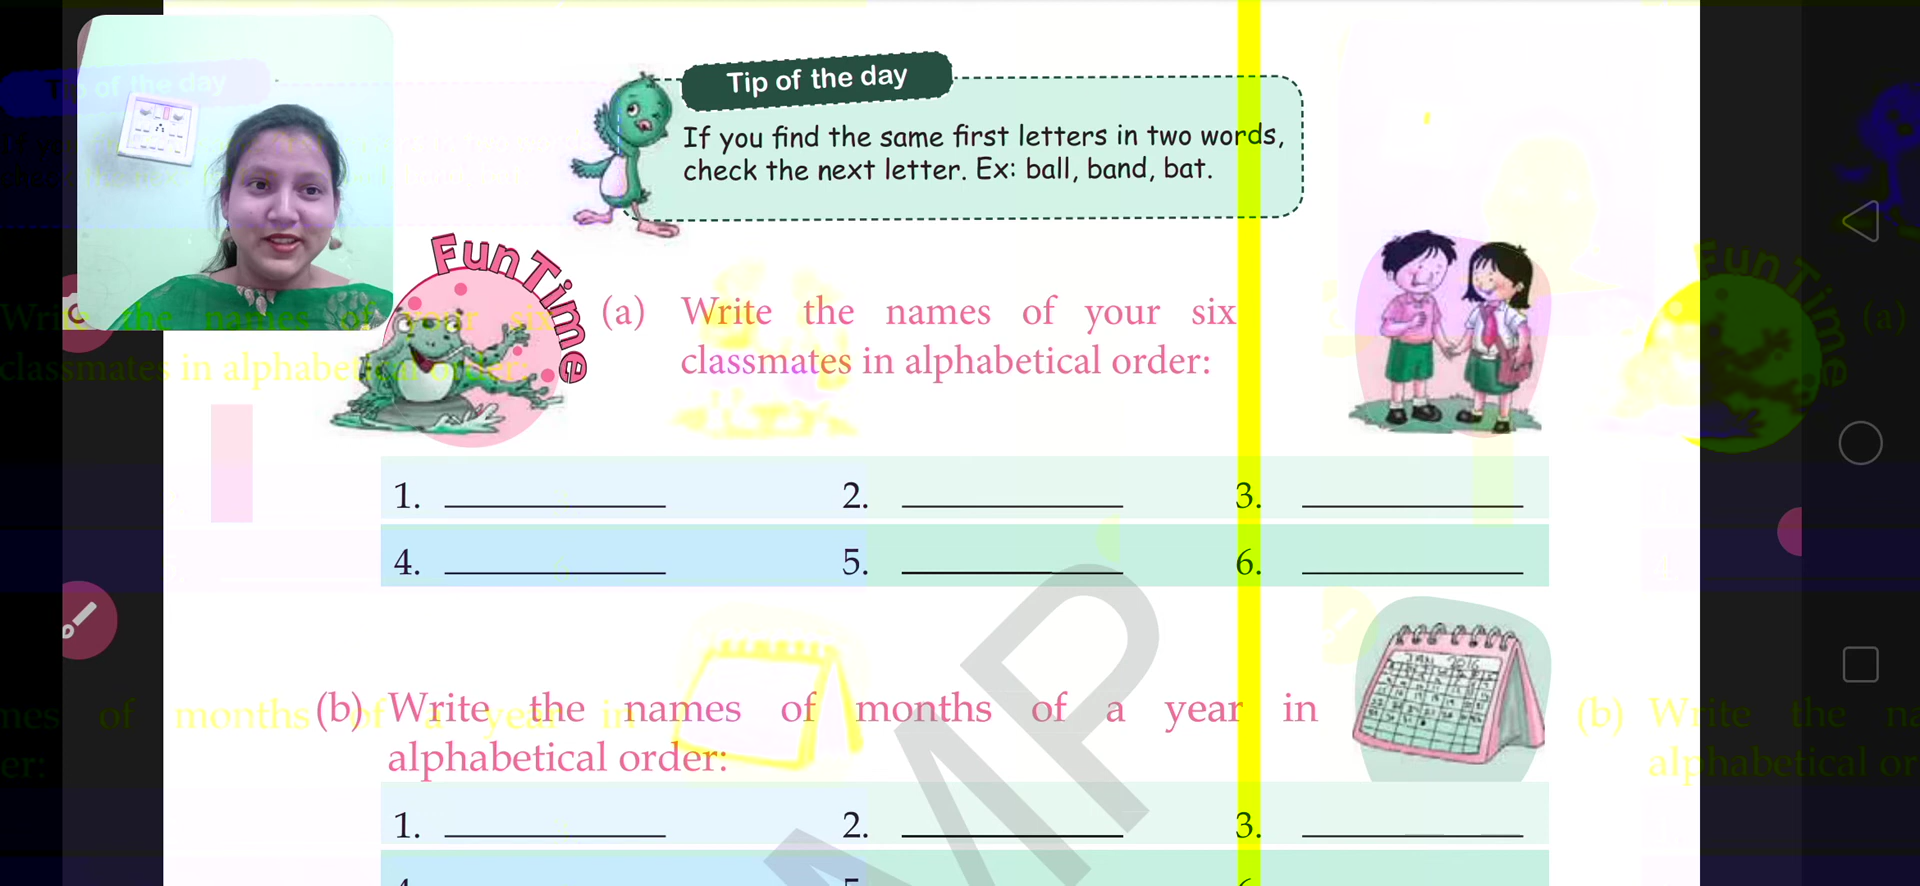 Tip of the day
If you find the same first letters in two words,
check the next letter. Ex: ball, band, bat.
Fun Time
(a) Write the names of your six
classmates in alphabetical order:
1. 2. 3.
4. 5. 6.
(b) Write the names of months of a year in
alphabetical order:
1. 2. 3.